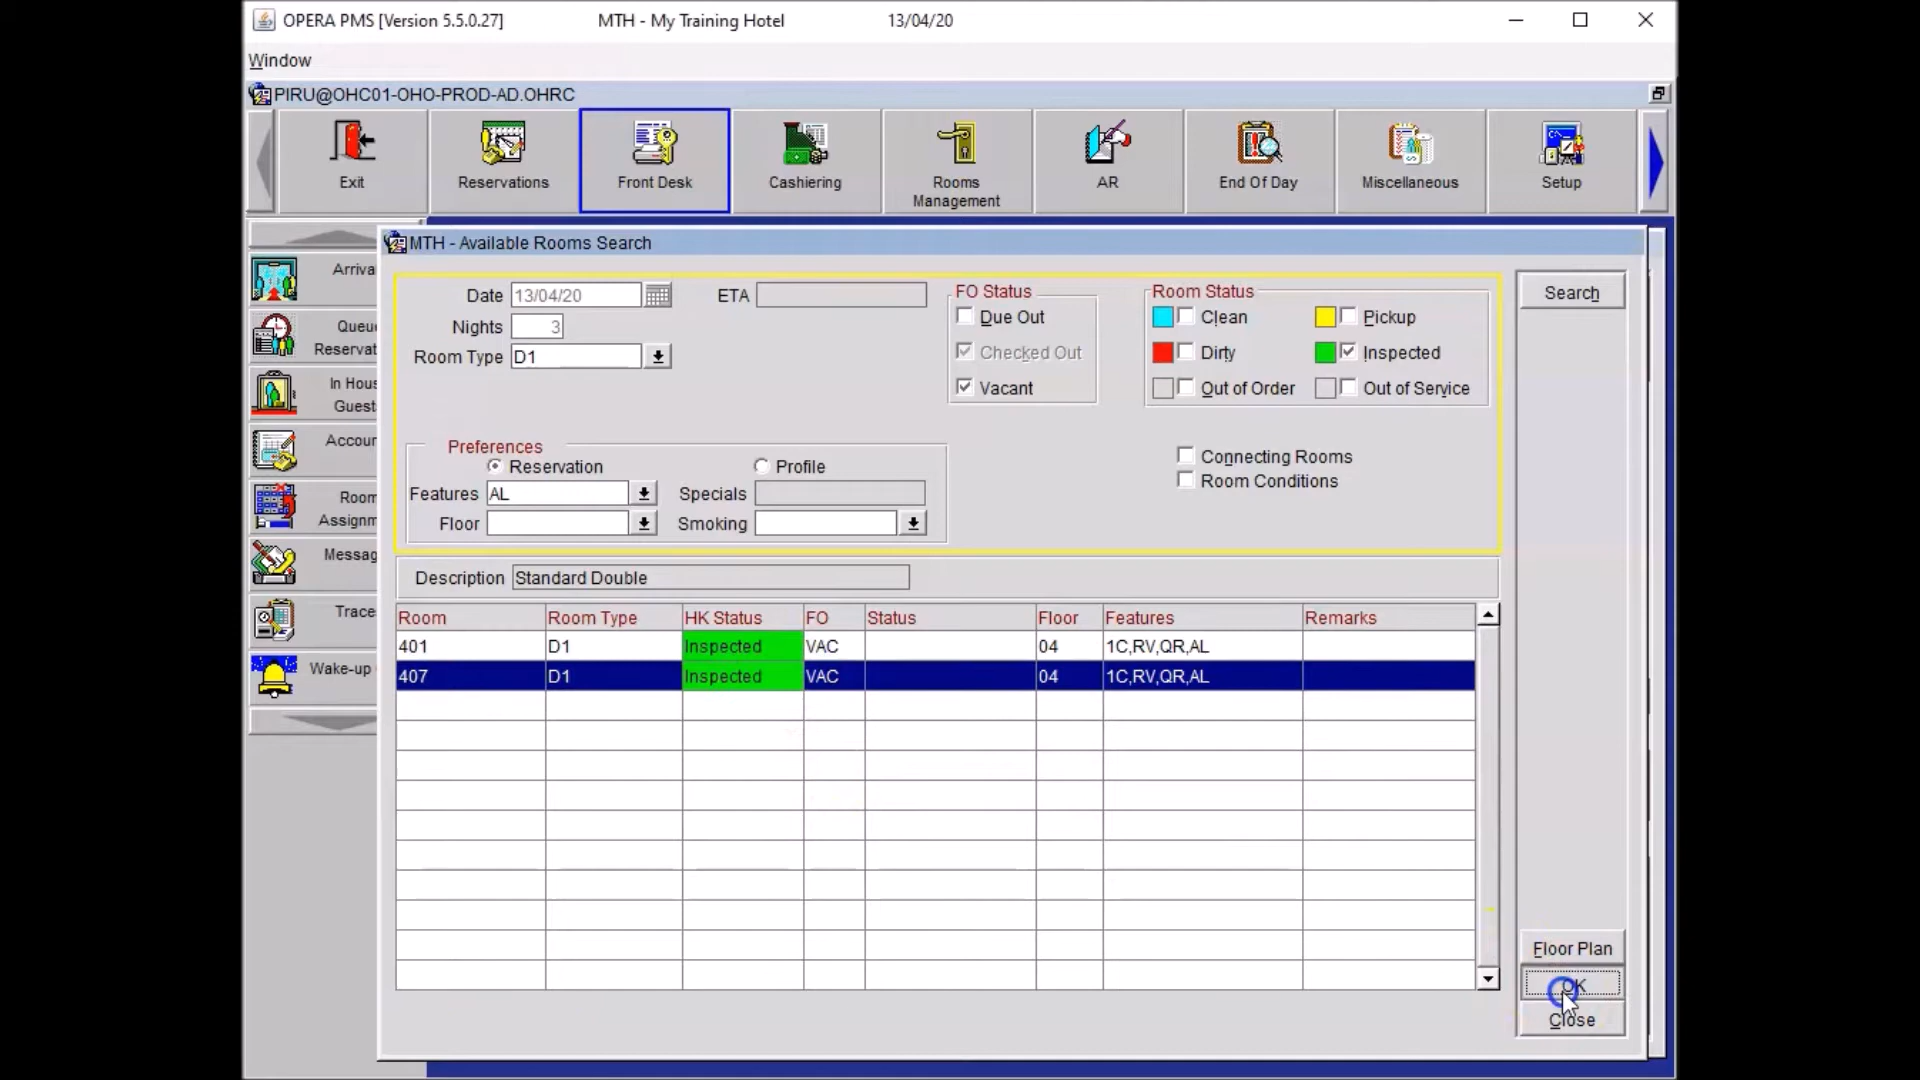 OPERA PMS [Version 5.5.0.27] MTH - My Training Hotel 13/04/20
Window
PIRU@OHC01-OHO-PROD-AD.OHRC
Exit Reservations Front Desk Cashiering Rooms Management AR End Of Day Miscellaneous Setup
MTH - Available Rooms Search
Arriva
Queu
Reservat
In Hous
Guest
Accour
Room
Assignm
Messag
Trace
Wake-up
Date 13/04/20 ETA
Nights 3
Room Type D1
FO Status
Due Out
Checked Out
Vacant
Room Status
Clean Pickup
Dirty Inspected
Out of Order Out of Service
Search
Preferences
Reservation Profile
Features AL Specials
Floor Smoking
Connecting Rooms
Room Conditions
Description Standard Double
Room Room Type HK Status FO Status Floor Features Remarks
401 D1 Inspected VAC 04 1C,RV,QR,AL
407 D1 Inspected VAC 04 1C,RV,QR,AL
Floor Plan
OK
Close